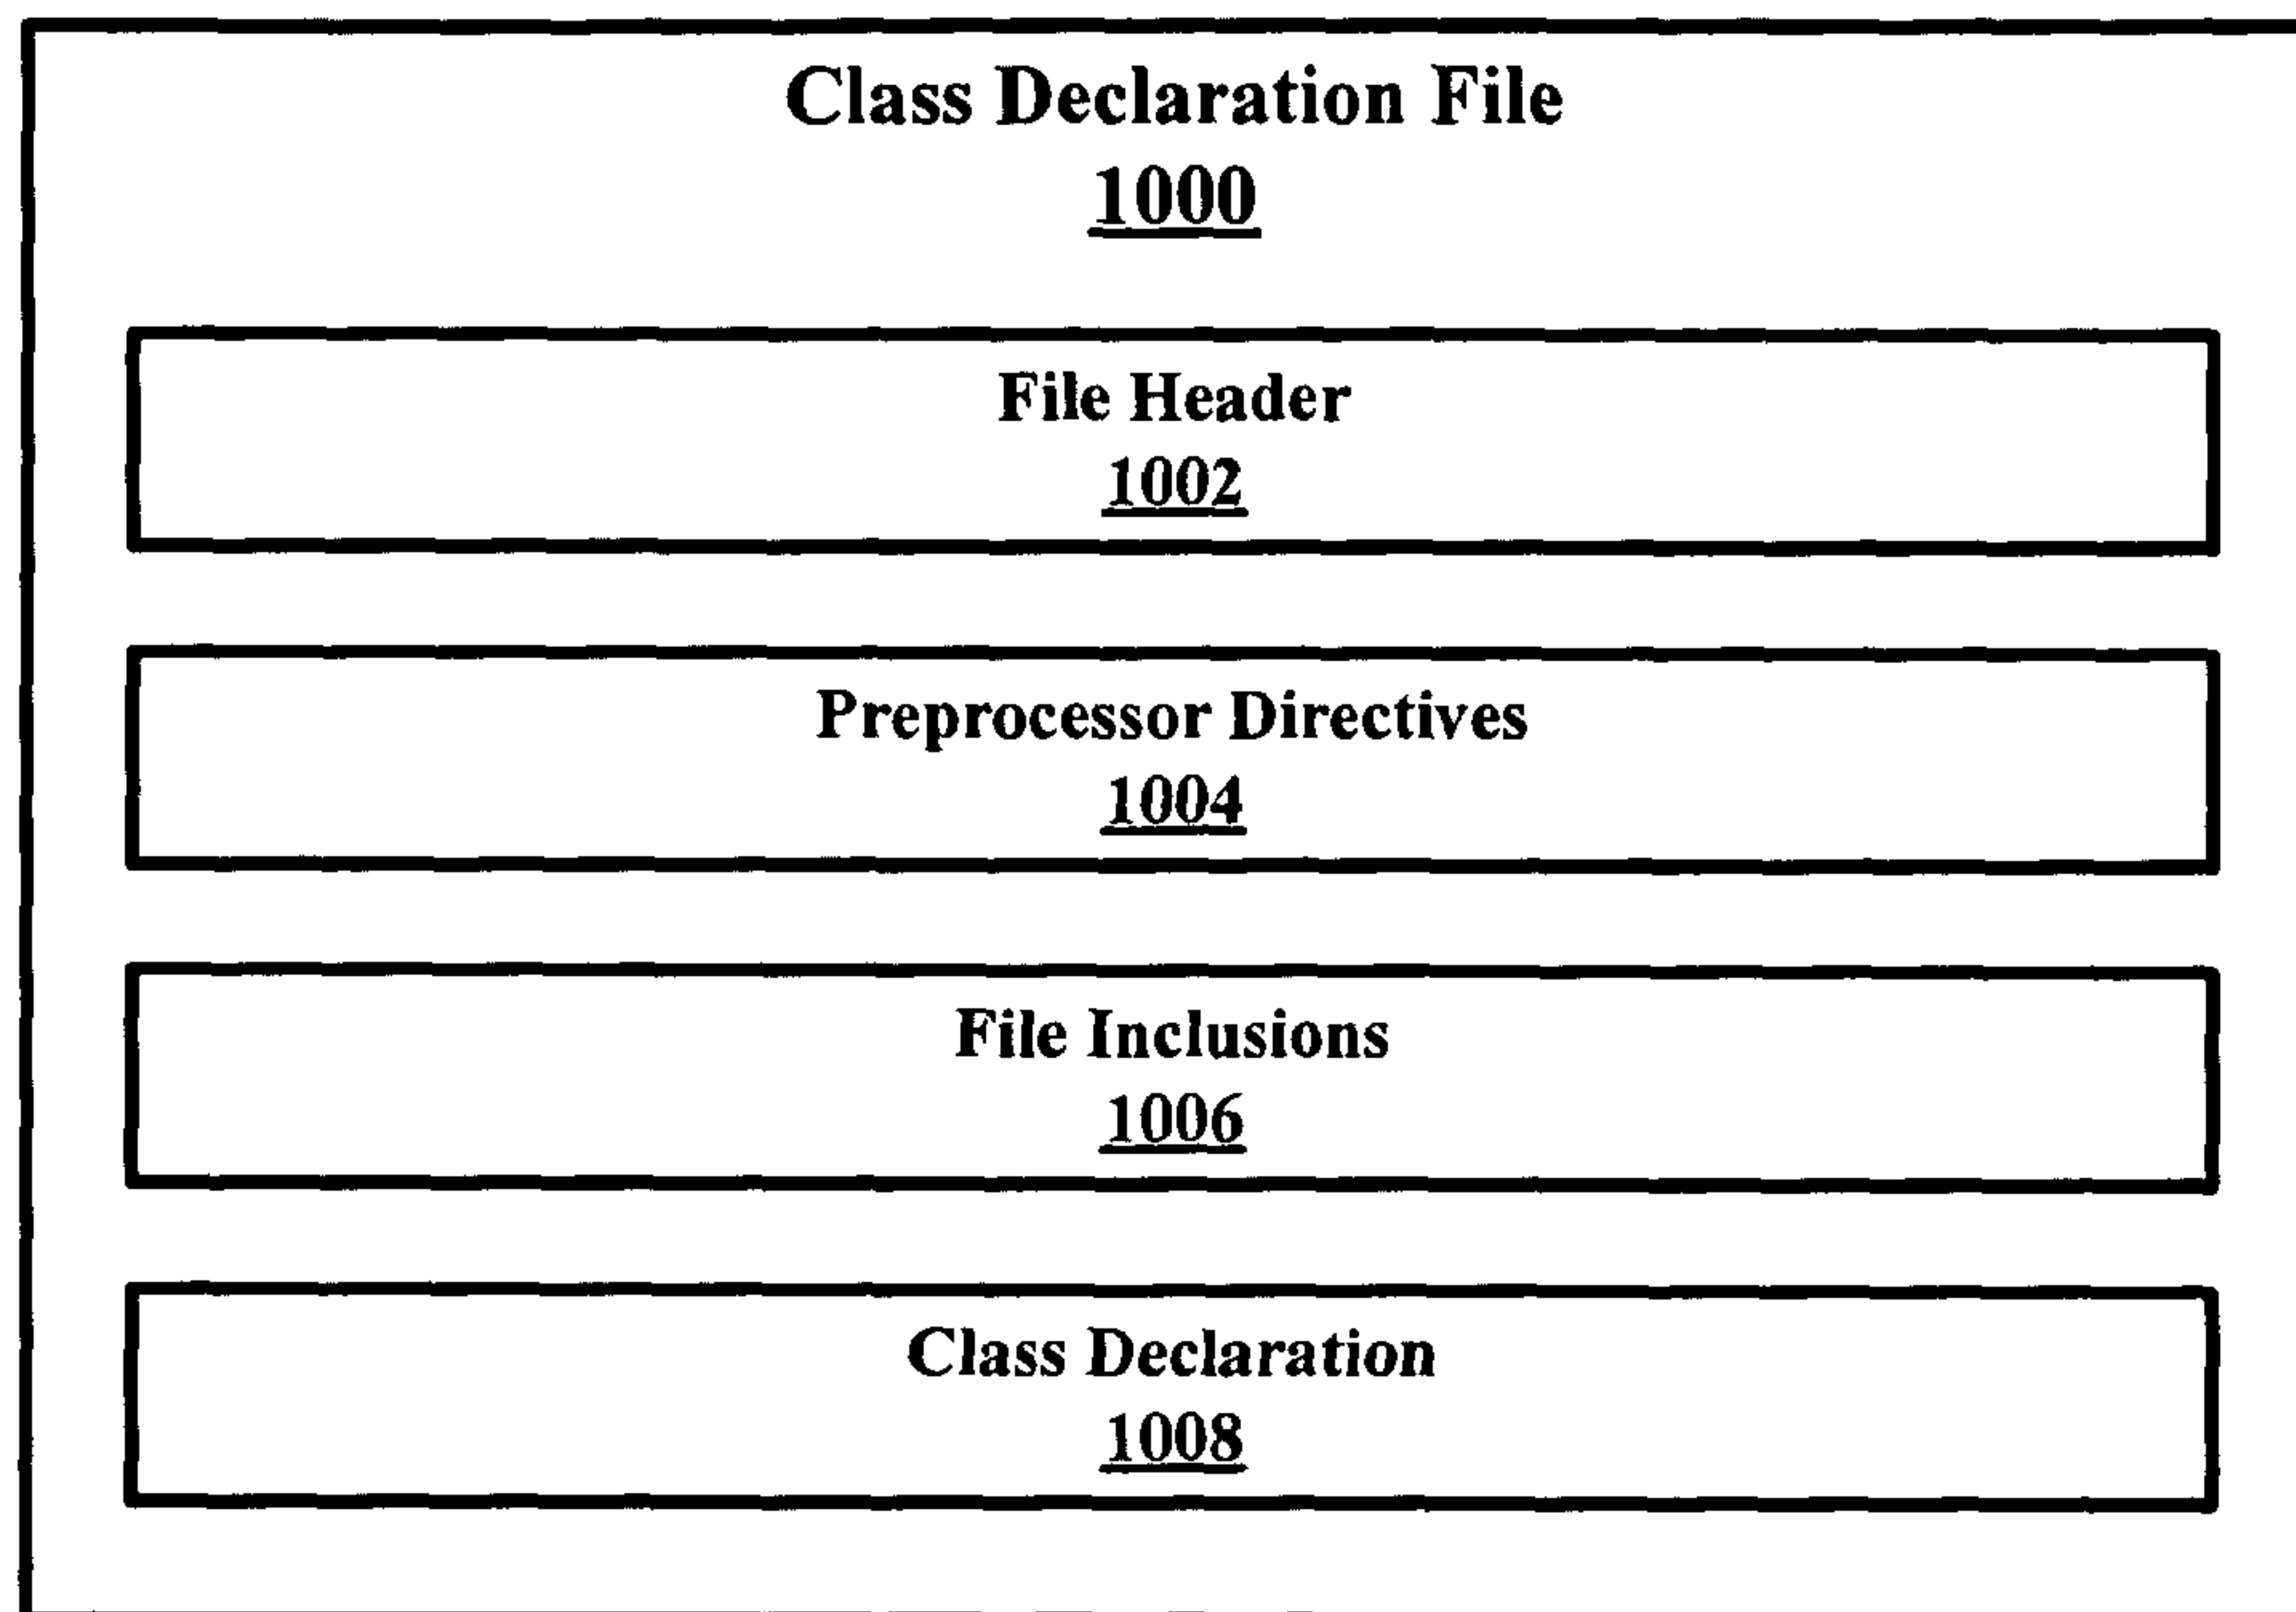 Class Declaration File
1000
File Header
1002
Preprocessor Directives
1004
File Inclusions
1006
Class Declaration
1008